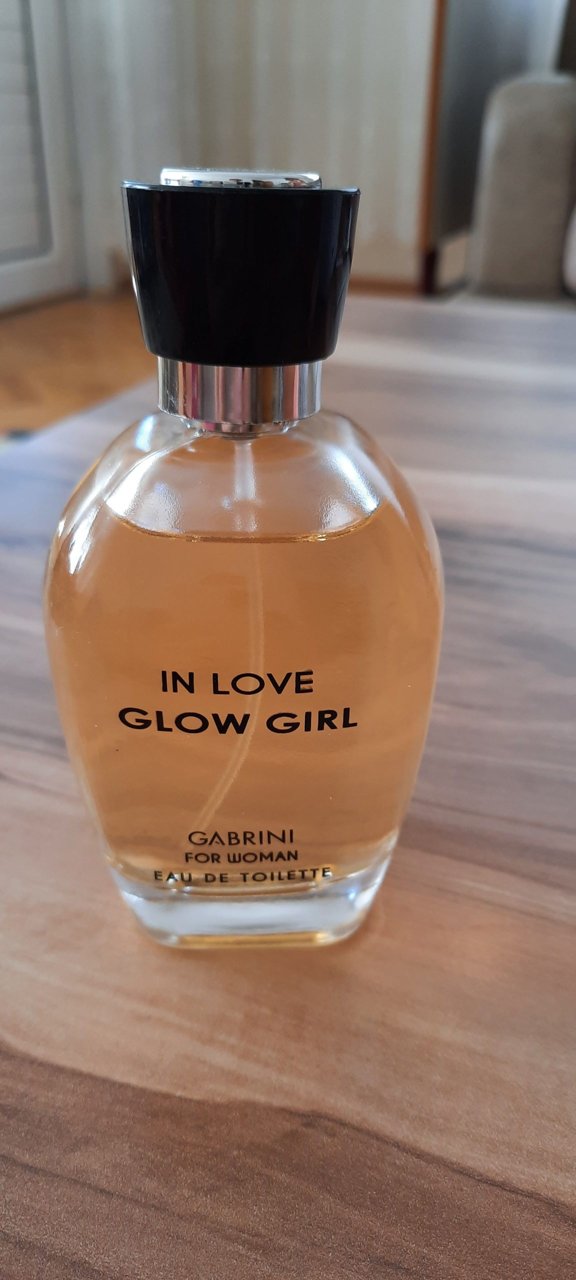 IN LOVE
GLOW GIRL
GABRINI
FOR WOMAN
EAU DE TOILETTE